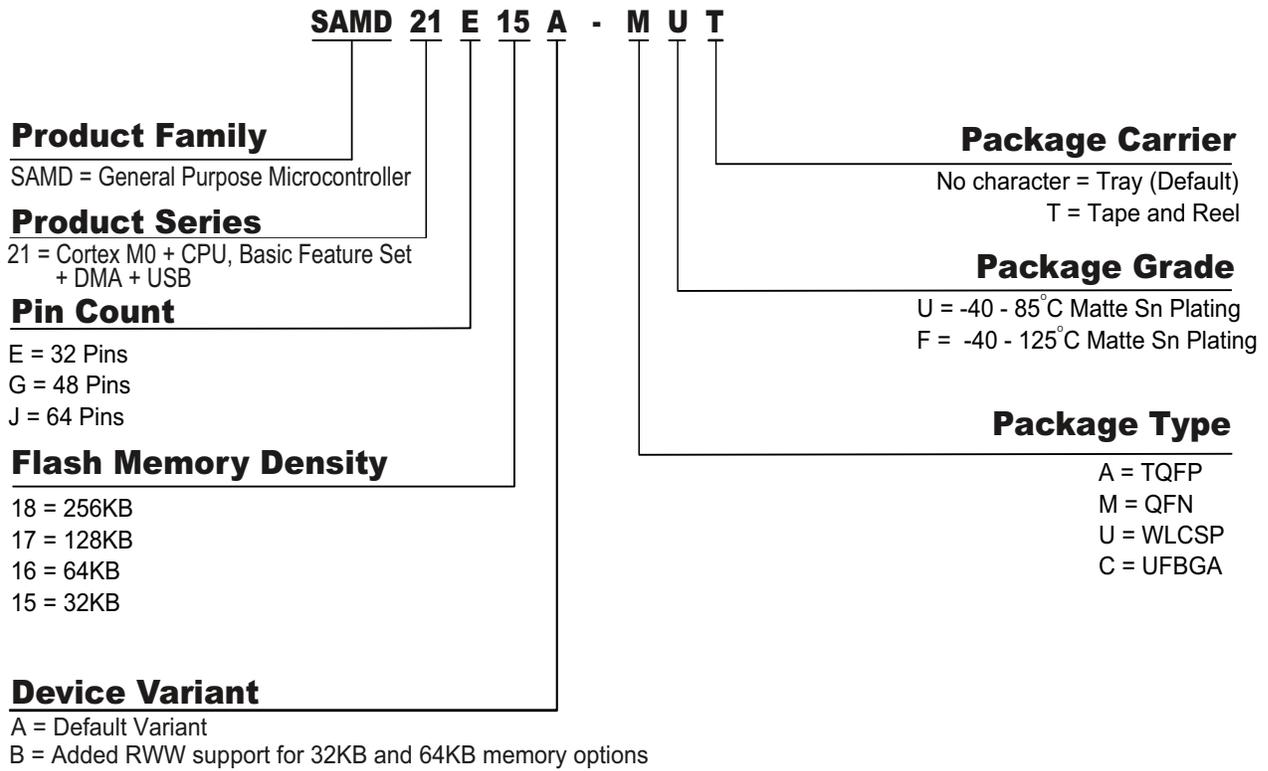 SAMD 21 E 15 A - M U T
Product Family
SAMD = General Purpose Microcontroller
Product Series
21 = Cortex M0 + CPU, Basic Feature Set
+ DMA + USB
Pin Count
E = 32 Pins
G = 48 Pins
J = 64 Pins
Flash Memory Density
18 = 256KB
17 = 128KB
16 = 64KB
15 = 32KB
Device Variant
A = Default Variant
B = Added RWW support for 32KB and 64KB memory options
Package Carrier
No character = Tray (Default)
T = Tape and Reel
Package Grade
U = -40 - 85°C Matte Sn Plating
F = -40 - 125°C Matte Sn Plating
Package Type
A = TQFP
M = QFN
U = WLCSP
C = UFBGA